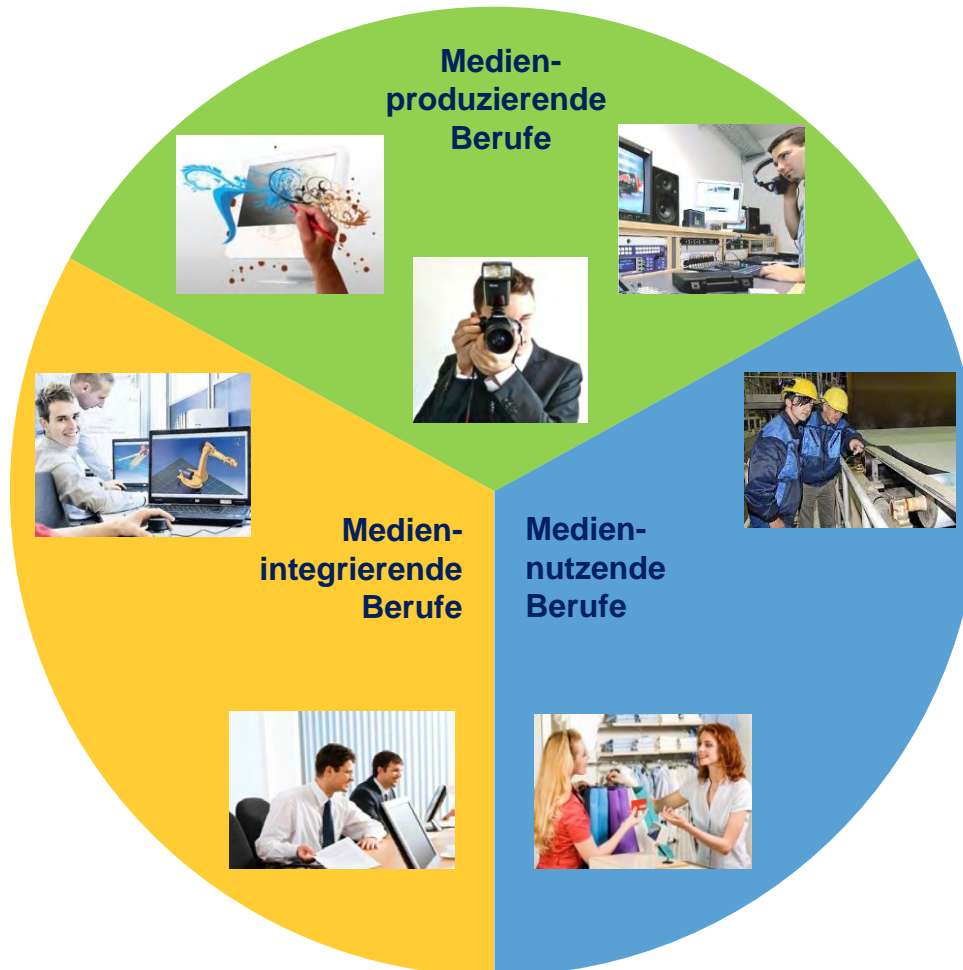 Medien-
produzierende
Berufe
Medien-
integrierende
Berufe
Medien-
nutzende
Berufe